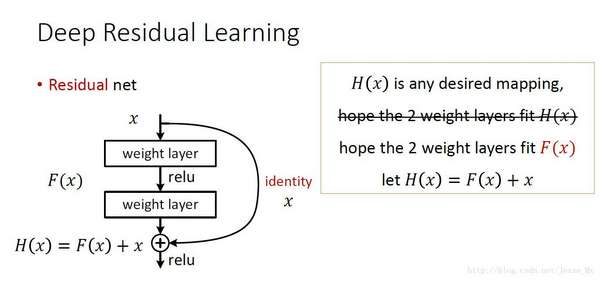 Deep Residual Learning
• Residual net
x
weight layer
relu
F(x)
weight layer
identity
x
H(x) = F(x) + x
relu
H(x) is any desired mapping,
hope the 2 weight layers fit H(x)
hope the 2 weight layers fit F(x)
let H(x) = F(x) + x
http://blog.csdn.net/Jesse_Mx